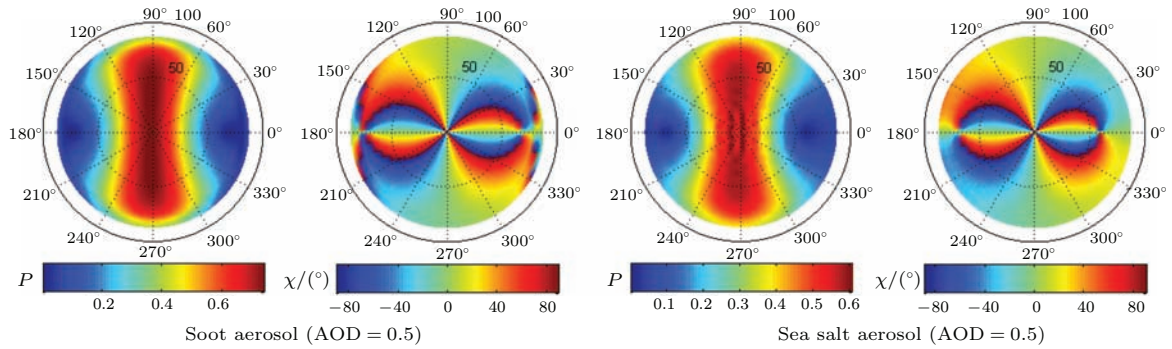 90° 100 90° 100 90° 100 90° 100
120° 60° 120° 60° 120° 60° 120° 60°
150° 50 30° 150° 50 30° 150° 50 30° 150° 50 30°
180° 0° 180° 0° 180° 0° 180° 0°
210° 330° 210° 330° 210° 330° 210° 330°
240° 300° 240° 300° 240° 300° 240° 300°
270° 270° 270° 270°
P χ/(°) P χ/(°)
0.2 0.4 0.6 −80 −40 0 40 80 0.1 0.2 0.3 0.4 0.5 0.6 −80 −40 0 40 80
Soot aerosol (AOD = 0.5) Sea salt aerosol (AOD = 0.5)